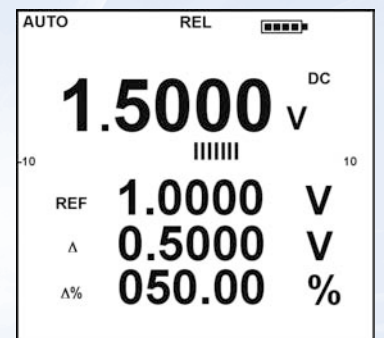 AUTO REL
DC
1.5000 V
-10 10
REF 1.0000 V
Δ 0.5000 V
Δ% 050.00 %